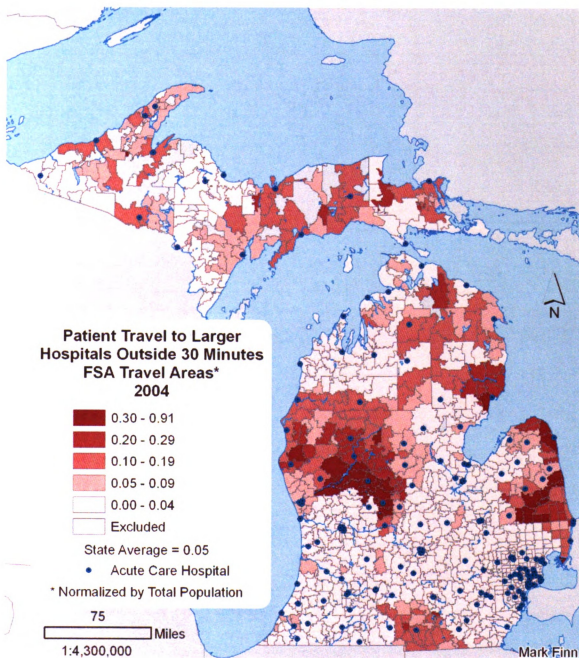 N
Patient Travel to Larger
Hospitals Outside 30 Minutes
FSA Travel Areas*
2004
0.30 - 0.91
0.20 - 0.29
0.10 - 0.19
0.05 - 0.09
0.00 - 0.04
Excluded
State Average = 0.05
Acute Care Hospital
* Normalized by Total Population
75
Miles
1:4,300,000
Mark Finn